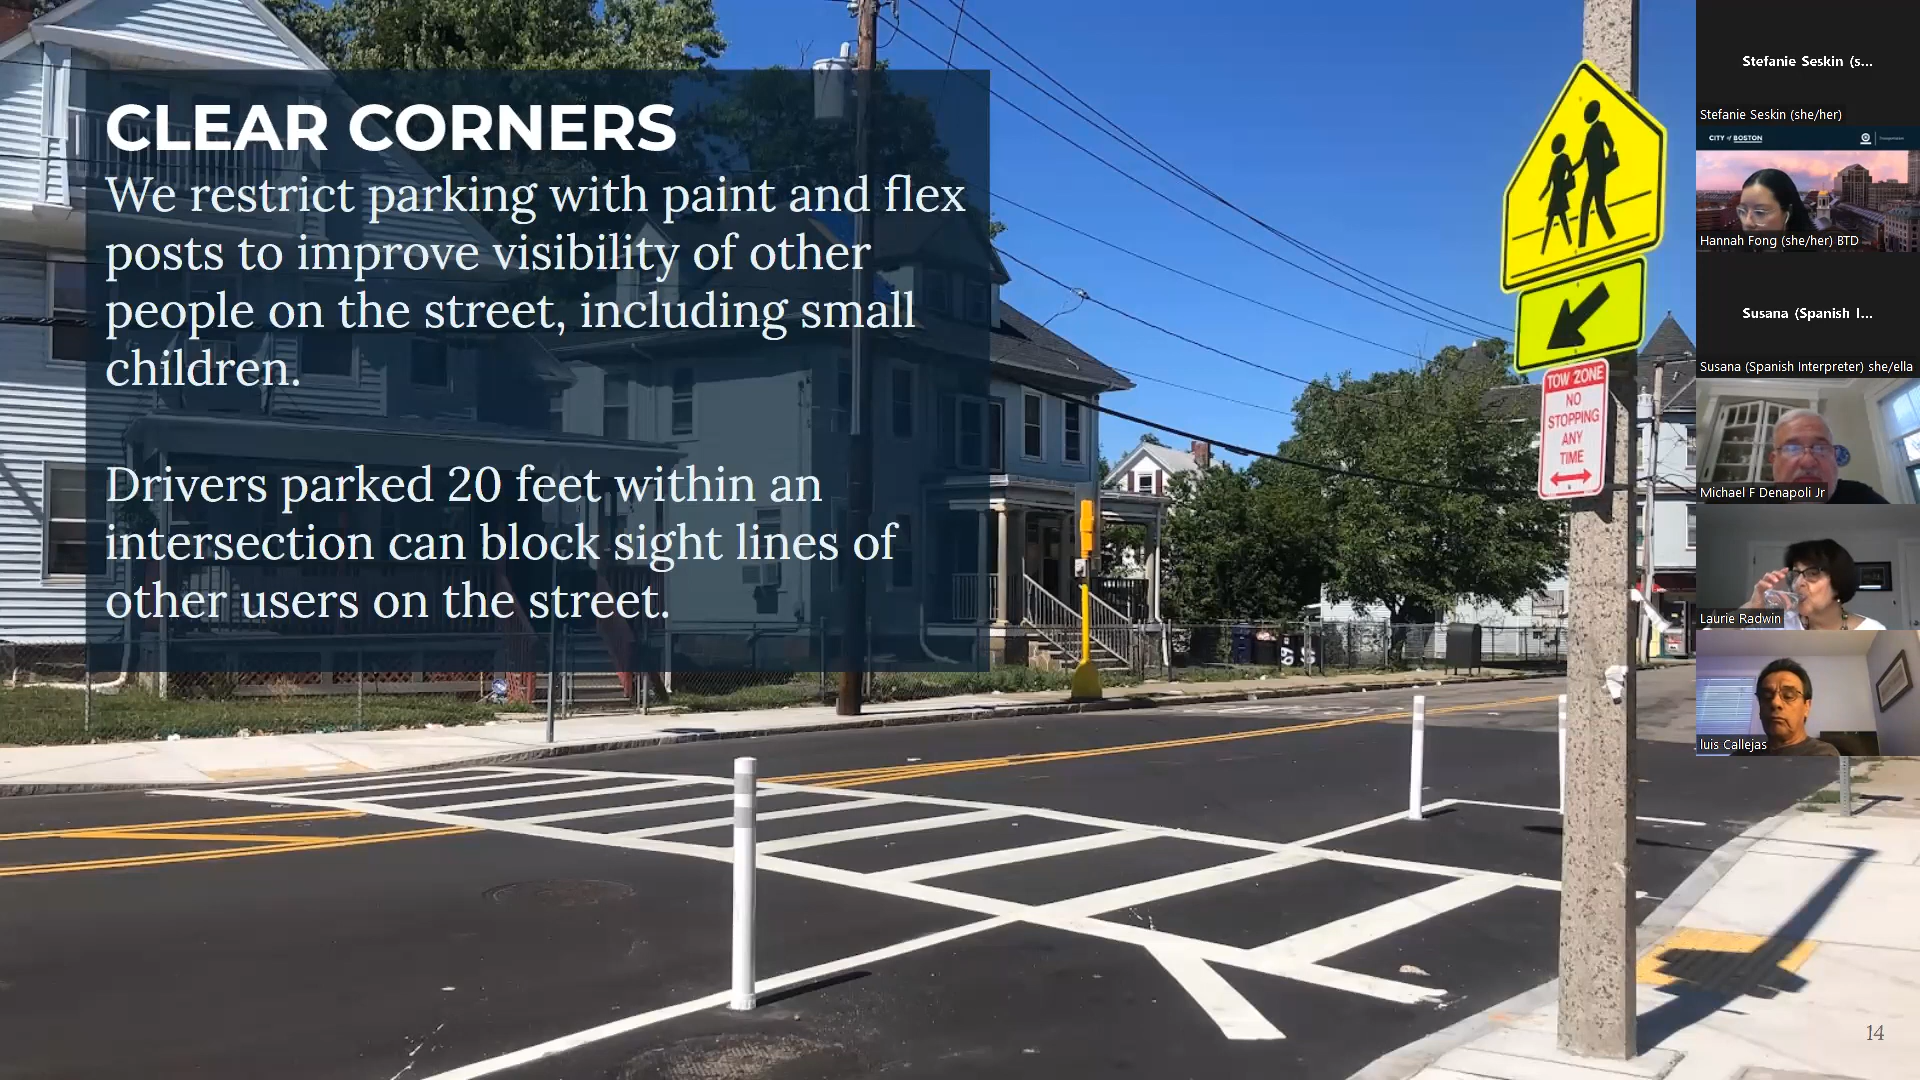 CLEAR CORNERS
We restrict parking with paint and flex
posts to improve visibility of other
people on the street, including small
children.
Drivers parked 20 feet within an
intersection can block sight lines of
other users on the street.
TOW ZONE
NO
STOPPING
ANY
TIME
14
Stefanie Seskin (s...
Stefanie Seskin (she/her)
CITY of BOSTON
Hannah Fong (she/her) BTD
Susana (Spanish I...
Susana (Spanish Interpreter) she/ella
Michael F Denapoli Jr
Laurie Radwin
luis Callejas